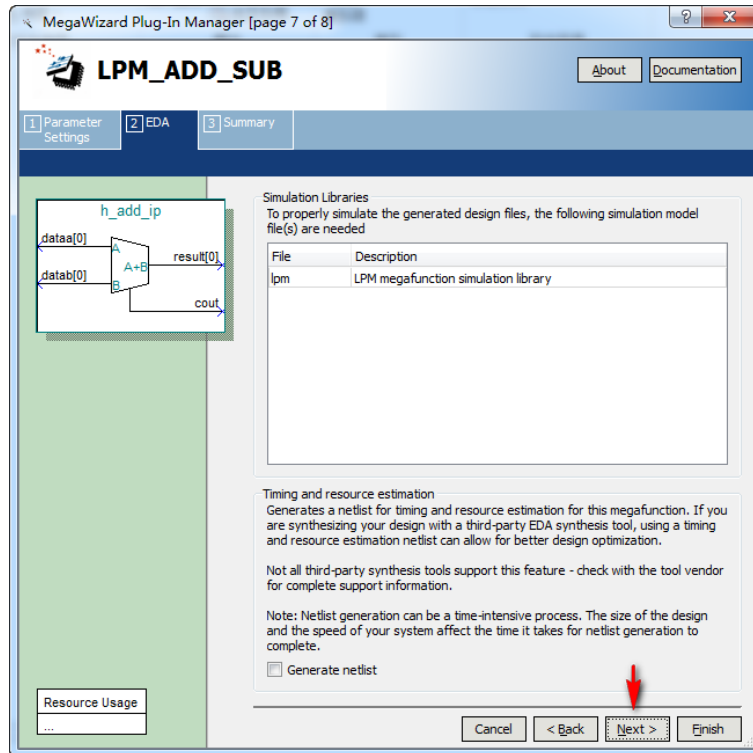 MegaWizard Plug-In Manager [page 7 of 8]
LPM_ADD_SUB
About
Documentation
1 Parameter Settings
2 EDA
3 Summary
h_add_ip
dataa[0]
A
A+B
result[0]
datab[0]
B
cout
Simulation Libraries
To properly simulate the generated design files, the following simulation model
file(s) are needed
File Description
lpm LPM megafunction simulation library
Timing and resource estimation
Generates a netlist for timing and resource estimation for this megafunction. If you
are synthesizing your design with a third-party EDA synthesis tool, using a timing
and resource estimation netlist can allow for better design optimization.
Not all third-party synthesis tools support this feature - check with the tool vendor
for complete support information.
Note: Netlist generation can be a time-intensive process. The size of the design
and the speed of your system affect the time it takes for netlist generation to
complete.
Generate netlist
Resource Usage
...
Cancel
< Back
Next >
Finish